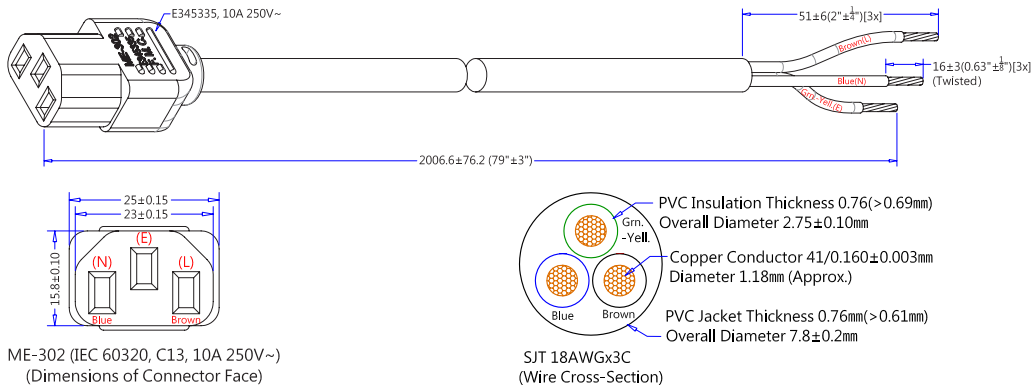 E345335, 10A 250V~
51±6(2"±1/4")[3x]
Brown(L)
16±3(0.63"±1/8")[3x]
(Twisted)
Blue(N)
Grn.-Yell.(E)
2006.6±76.2 (79"±3")
25±0.15
23±0.15
15.8±0.10
(E)
(N)
(L)
Blue
Brown
ME-302 (IEC 60320, C13, 10A 250V~)
(Dimensions of Connector Face)
Grn.
-Yell.
Blue
Brown
PVC Insulation Thickness 0.76(>0.69mm)
Overall Diameter 2.75±0.10mm
Copper Conductor 41/0.160±0.003mm
Diameter 1.18mm (Approx.)
PVC Jacket Thickness 0.76mm(>0.61mm)
Overall Diameter 7.8±0.2mm
SJT 18AWGx3C
(Wire Cross-Section)